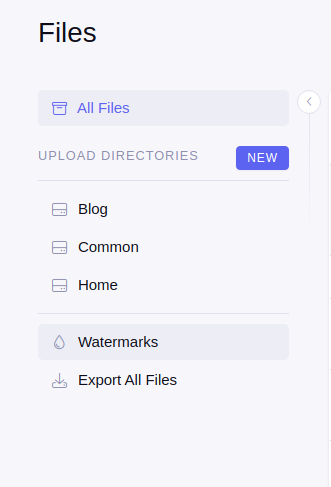 Files
All Files
UPLOAD DIRECTORIES NEW
Blog
Common
Home
Watermarks
Export All Files